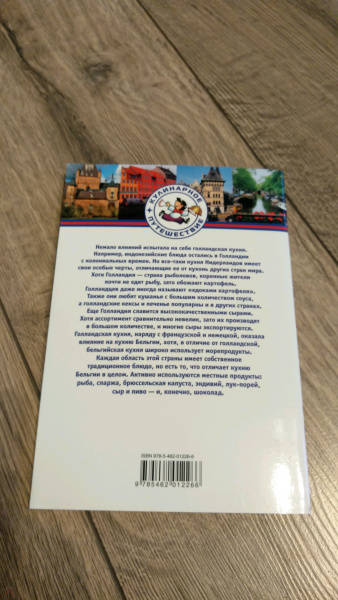 КУЛИНАРНОЕ
ПУТЕШЕСТВИЕ
Немало влияний испытала на себе голландская кухня.
Например, индонезийские блюда остались в Голландии
с колониальных времен. Но все-таки кухня Нидерландов имеет
свои особые черты, отличающие ее от кухонь других стран мира.
Хотя Голландия — страна рыбаков, коренные жители
почти не едят рыбу, зато обожают картофель.
Голландцев даже иногда называют «едоками картофеля».
Также они любят кушанья с большим количеством соуса,
а голландские кексы и печенье популярны и в других странах.
Еще Голландия славится высококачественными сырами.
Хотя ассортимент сравнительно невелик, зато их производят
в большом количестве, и многие сыры экспортируются.
Голландская кухня, наряду с французской и немецкой, оказала
влияние на кухню Бельгии, хотя, в отличие от голландской,
бельгийская кухня широко использует морепродукты.
Каждая область этой страны имеет собственное
традиционное блюдо, но есть то, что отличает кухню
Бельгии в целом. Активно используются местные продукты:
рыба, спаржа, брюссельская капуста, эндивий, лук-порей,
сыр и пиво — и, конечно, шоколад.
ISBN 978-5-462-01226-6
9 785462 012266